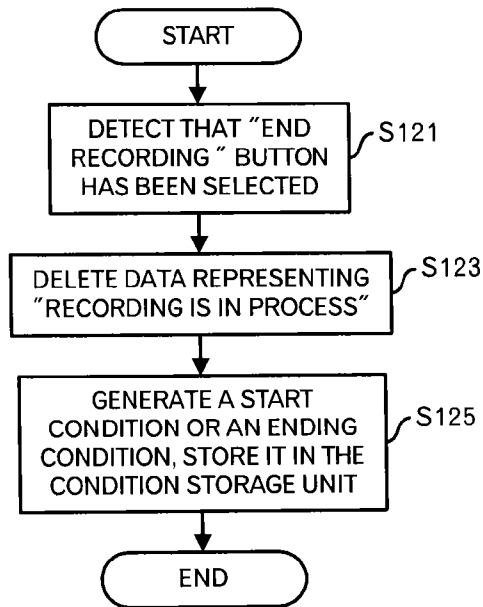 START
DETECT THAT "END
RECORDING " BUTTON
HAS BEEN SELECTED
S121
DELETE DATA REPRESENTING
"RECORDING IS IN PROCESS"
S123
GENERATE A START
CONDITION OR AN ENDING
CONDITION, STORE IT IN THE
CONDITION STORAGE UNIT
S125
END